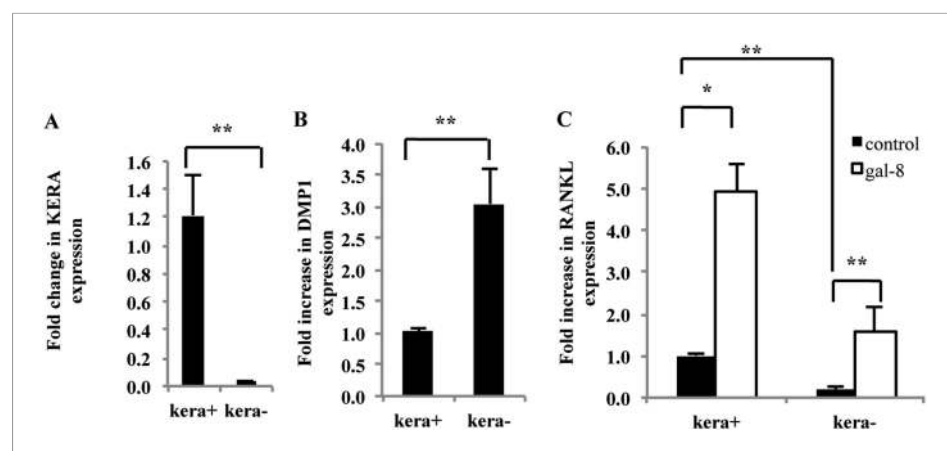 A
Fold change in KERA
expression
**
1.6
1.4
1.2
1.0
0.8
0.6
0.4
0.2
0.0
kera+ kera-
B
Fold increase in DMP1
expression
**
4.0
3.5
3.0
2.5
2.0
1.5
1.0
0.5
0.0
kera+ kera-
C
Fold increase in RANKL
expression
**
*
**
control
gal-8
6.0
5.0
4.0
3.0
2.0
1.0
0.0
kera+ kera-